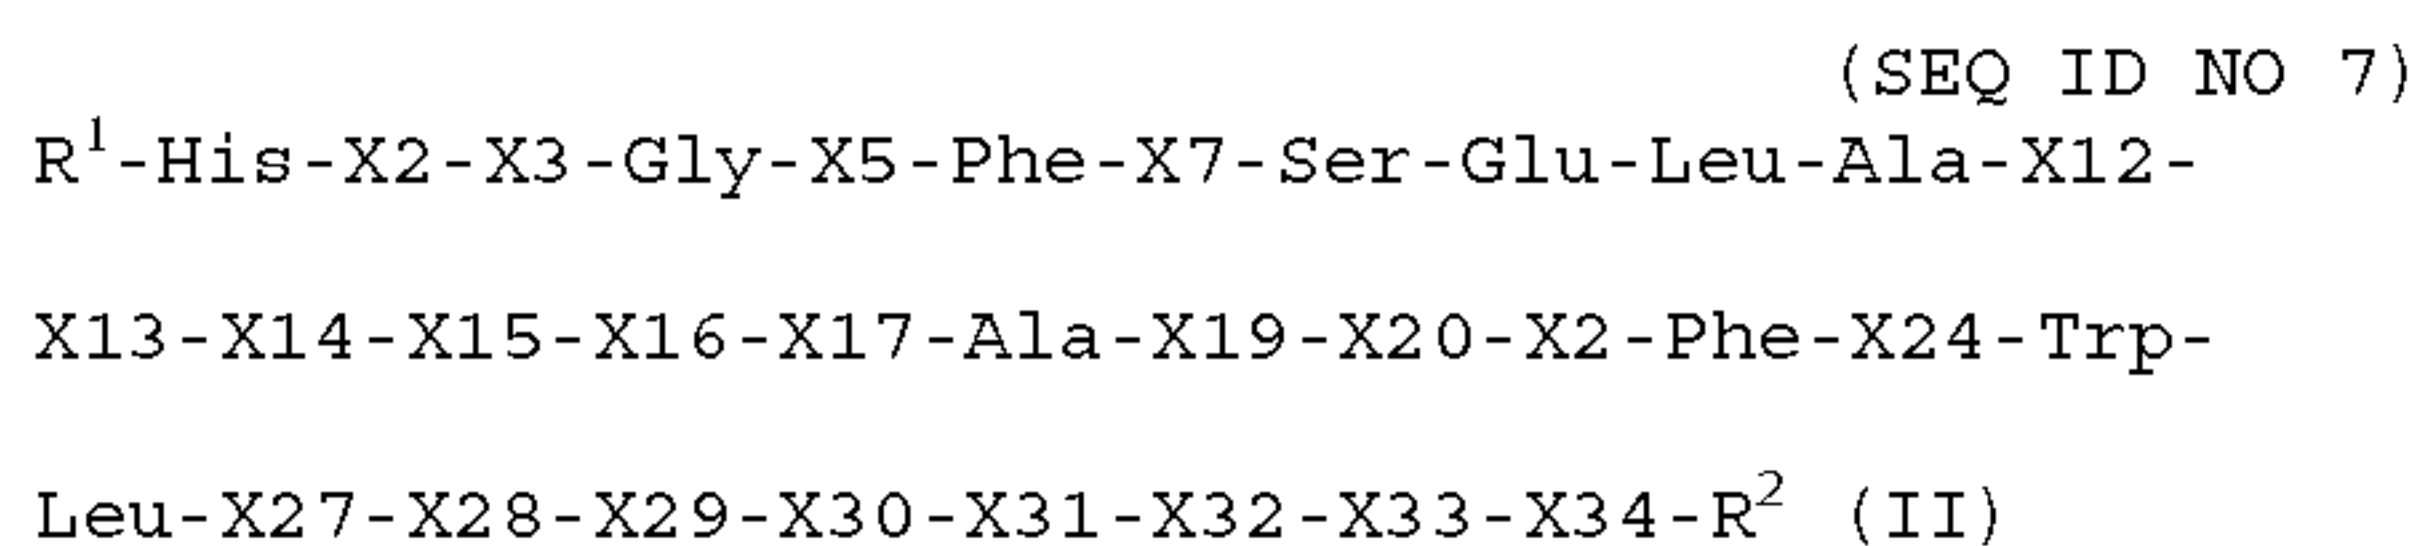 (SEQ ID NO 7)
R¹-His-X2-X3-Gly-X5-Phe-X7-Ser-Glu-Leu-Ala-X12-
X13-X14-X15-X16-X17-Ala-X19-X20-X2-Phe-X24-Trp-
Leu-X27-X28-X29-X30-X31-X32-X33-X34-R² (II)